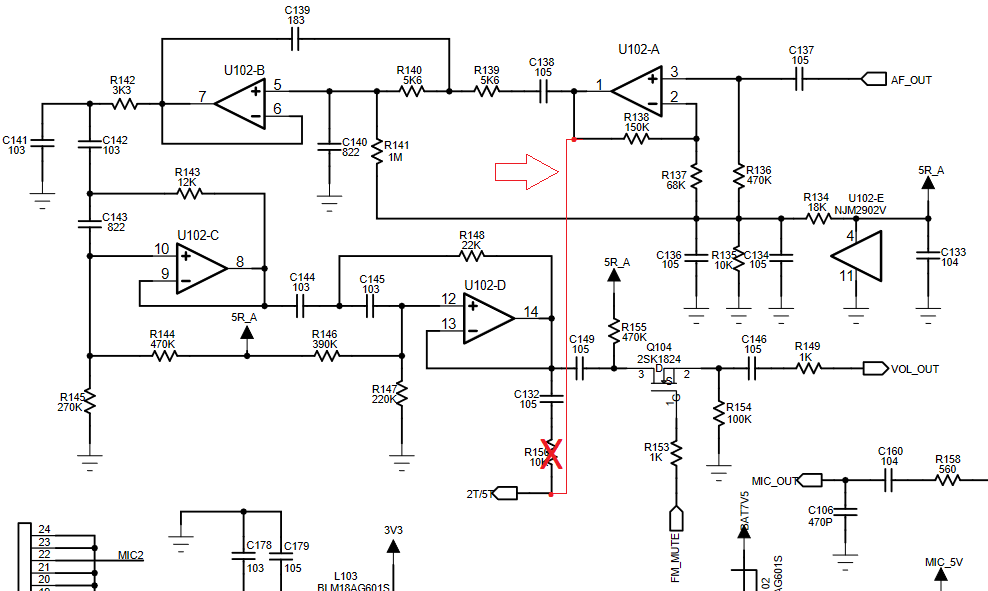 C139
183
U102-A
U102-B
R142
3K3
7
5
6
R140
5K6
R139
5K6
C138
105
1
3
2
C137
105
AF_OUT
R138
150K
C141
103
C142
103
C140
822
R141
1M
R137
68K
R136
470K
5R_A
R143
12K
R134
18K
U102-E
NJM2902V
4
11
C143
822
U102-C
10
9
8
R148
22K
C136
105
R135
10K
C134
105
C133
104
C144
103
C145
103
U102-D
12
13
14
5R_A
5R_A
R144
470K
R146
390K
C149
105
R155
470K
Q104
2SK1824
3
D
S
2
1
G
C146
105
R149
1K
VOL_OUT
R145
270K
R147
220K
C132
105
R154
100K
R153
1K
10K
2T/5T
MIC_OUT
C160
104
R158
560
C106
470P
FM_MUTE
3V3
C178
103
C179
105
24
23
22
21
20
MIC2
L103
BLM18AG601S
02
AG601S
MIC_5V